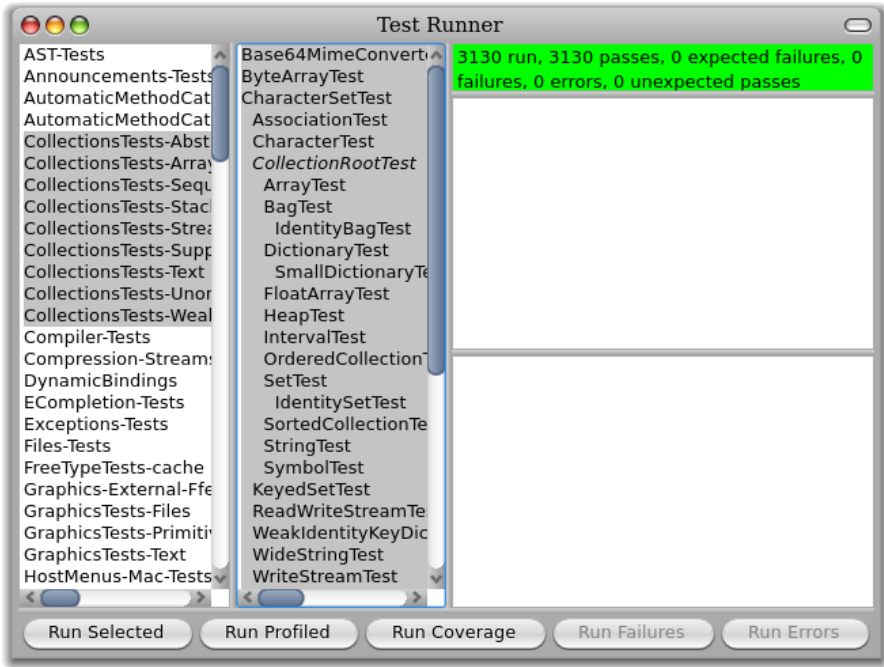 Test Runner
AST-Tests
Announcements-Tests
AutomaticMethodCat
AutomaticMethodCat
CollectionsTests-Abst
CollectionsTests-Array
CollectionsTests-Sequ
CollectionsTests-Stac
CollectionsTests-Strea
CollectionsTests-Supp
CollectionsTests-Text
CollectionsTests-Unor
CollectionsTests-Weal
Compiler-Tests
Compression-Streams
DynamicBindings
ECompletion-Tests
Exceptions-Tests
Files-Tests
FreeTypeTests-cache
Graphics-External-Ffe
GraphicsTests-Files
GraphicsTests-Primiti
GraphicsTests-Text
HostMenus-Mac-Tests
Base64MimeConverte
ByteArrayTest
CharacterSetTest
AssociationTest
CharacterTest
CollectionRootTest
ArrayTest
BagTest
IdentityBagTest
DictionaryTest
SmallDictionaryTe
FloatArrayTest
HeapTest
IntervalTest
OrderedCollectionT
SetTest
IdentitySetTest
SortedCollectionTe
StringTest
SymbolTest
KeyedSetTest
ReadWriteStreamTe
WeakIdentityKeyDic
WideStringTest
WriteStreamTest
3130 run, 3130 passes, 0 expected failures, 0
failures, 0 errors, 0 unexpected passes
Run Selected
Run Profiled
Run Coverage
Run Failures
Run Errors